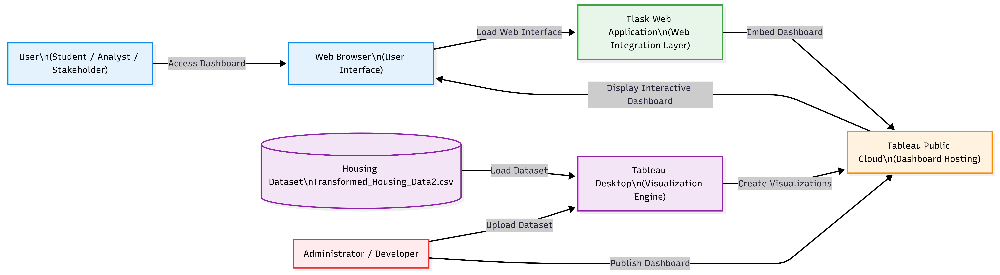 Flask Web
Application\n(Web
Integration Layer)
Load Web Interface
Embed Dashboard
User\n(Student / Analyst /
Stakeholder)
Access Dashboard
Web Browser\n(User
Interface)
Display Interactive
Dashboard
Tableau Public
Cloud\n(Dashboard Hosting)
Housing
Dataset\nTransformed_Housing_Data2.csv
Load Dataset
Tableau
Desktop\n(Visualization
Engine)
Create Visualizations
Upload Dataset
Administrator / Developer
Publish Dashboard